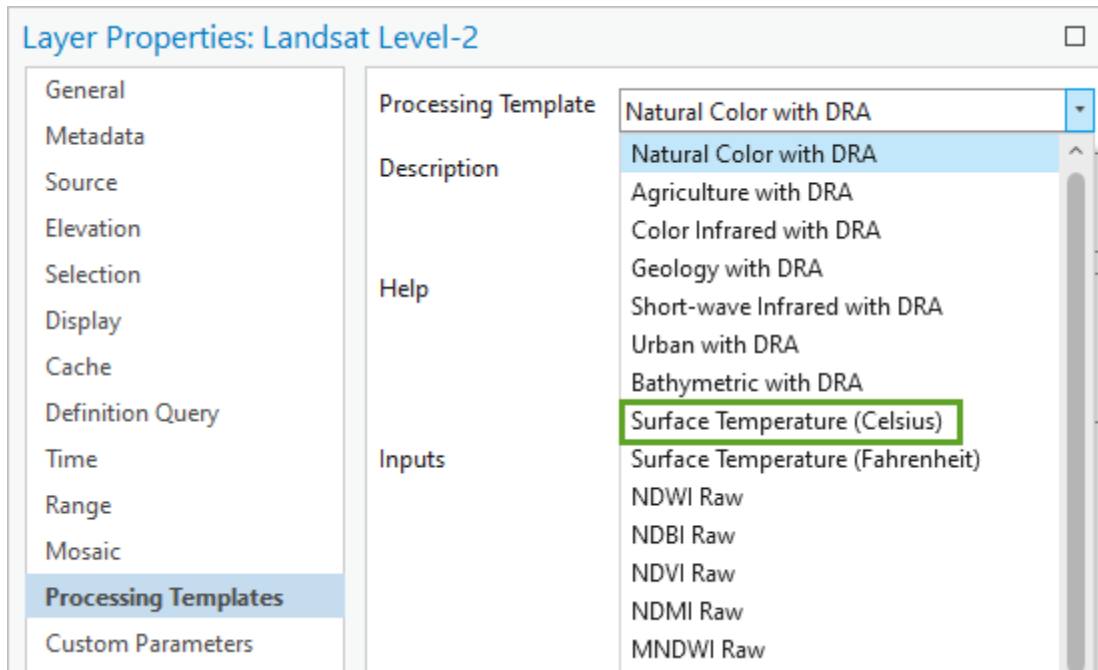 Layer Properties: Landsat Level-2
General
Metadata
Source
Elevation
Selection
Display
Cache
Definition Query
Time
Range
Mosaic
Processing Templates
Custom Parameters
Processing Template
Natural Color with DRA
Description
Help
Inputs
Natural Color with DRA
Agriculture with DRA
Color Infrared with DRA
Geology with DRA
Short-wave Infrared with DRA
Urban with DRA
Bathymetric with DRA
Surface Temperature (Celsius)
Surface Temperature (Fahrenheit)
NDWI Raw
NDBI Raw
NDVI Raw
NDMI Raw
MNDWI Raw